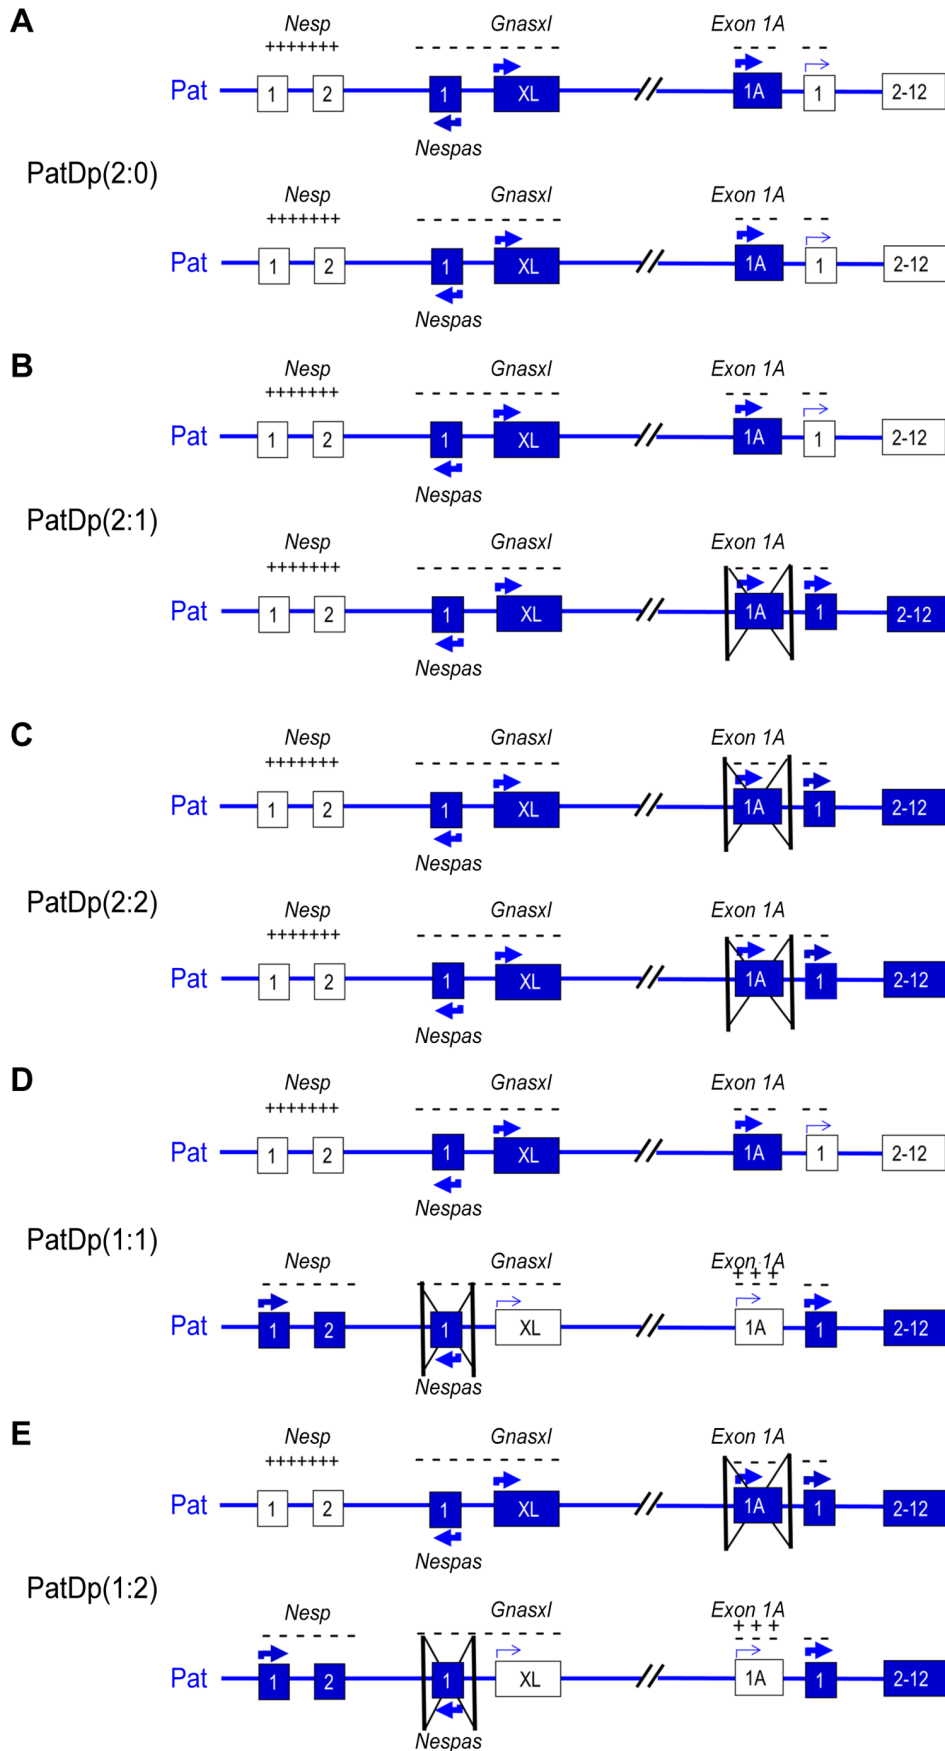 A
Nesp Gnasxl Exon 1A
+++++++ - - - - - - - - - - - - - -
Pat 1 2 1 XL // 1A 1 2-12
Nespas
PatDp(2:0)
Nesp Gnasxl Exon 1A
+++++++ - - - - - - - - - - - - - -
Pat 1 2 1 XL // 1A 1 2-12
Nespas
B
Nesp Gnasxl Exon 1A
+++++++ - - - - - - - - - - - - - -
Pat 1 2 1 XL // 1A 1 2-12
Nespas
PatDp(2:1)
Nesp Gnasxl Exon 1A
+++++++ - - - - - - - - - - - - - -
Pat 1 2 1 XL // 1A 1 2-12
Nespas
C
Nesp Gnasxl Exon 1A
+++++++ - - - - - - - - - - - - - -
Pat 1 2 1 XL // 1A 1 2-12
Nespas
PatDp(2:2)
Nesp Gnasxl Exon 1A
+++++++ - - - - - - - - - - - - - -
Pat 1 2 1 XL // 1A 1 2-12
Nespas
D
Nesp Gnasxl Exon 1A
+++++++ - - - - - - - - - - - - - -
Pat 1 2 1 XL // 1A 1 2-12
Nespas
PatDp(1:1)
Nesp Gnasxl Exon 1A
+ + +
- - - - - - - - - - - - - - - - - - - - -
Pat 1 2 1 XL // 1A 1 2-12
Nespas
E
Nesp Gnasxl Exon 1A
+++++++ - - - - - - - - - - - - - -
Pat 1 2 1 XL // 1A 1 2-12
Nespas
PatDp(1:2)
Nesp Gnasxl Exon 1A
+ + +
- - - - - - - - - - - - - - - - - - - - -
Pat 1 2 1 XL // 1A 1 2-12
Nespas